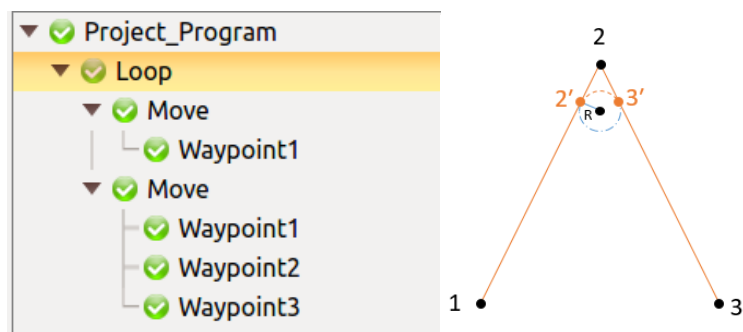 Project_Program
Loop
Move
Waypoint1
Move
Waypoint1
Waypoint2
Waypoint3
2
2′ 3′
R
1 3